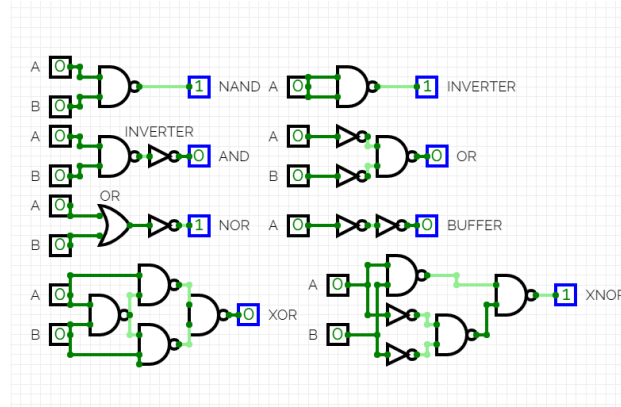 A 0
1 NAND
B 0
A 0
1 INVERTER
A 0
INVERTER
0 AND
B 0
A 0
0 OR
B 0
OR
A 0
1 NOR
B 0
A 0
0 BUFFER
A 0
0 XOR
B 0
A 0
1 XNOR
B 0